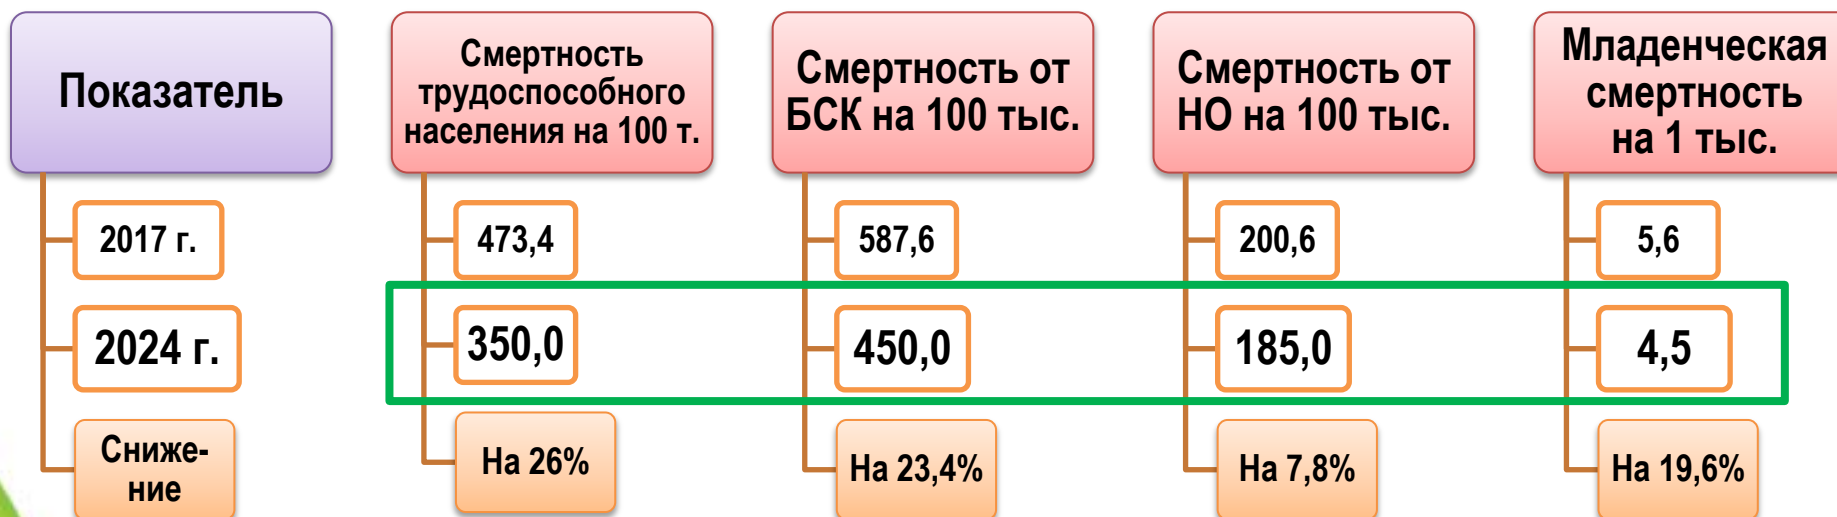 Показатель
Смертность
трудоспособного
населения на 100 т.
Смертность от
БСК на 100 тыс.
Смертность от
НО на 100 тыс.
Младенческая
смертность
на 1 тыс.
2017 г.
473,4
587,6
200,6
5,6
2024 г.
350,0
450,0
185,0
4,5
Сниже-
ние
На 26%
На 23,4%
На 7,8%
На 19,6%